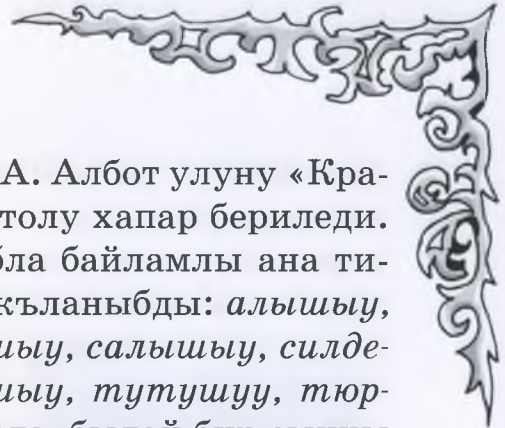 А. Албот улуну «Кра-
толу хапар бериледи.
бла байламлы ана ти-
къланыбды: алышыу,
шыу, салышыу, силде-
шыу, тутушуу, тюр-